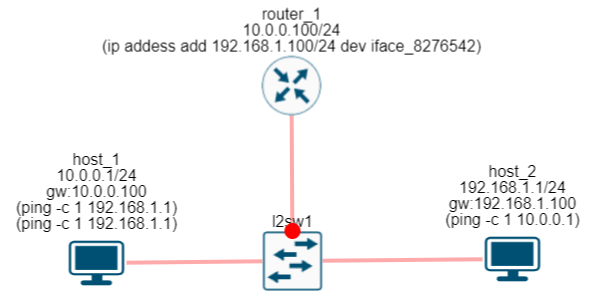 router_1
10.0.0.100/24
(ip addess add 192.168.1.100/24 dev iface_8276542)
host_1
10.0.0.1/24
gw:10.0.0.100
(ping -c 1 192.168.1.1)
(ping -c 1 192.168.1.1)
host_2
192.168.1.1/24
gw:192.168.1.100
(ping -c 1 10.0.0.1)
l2sw1